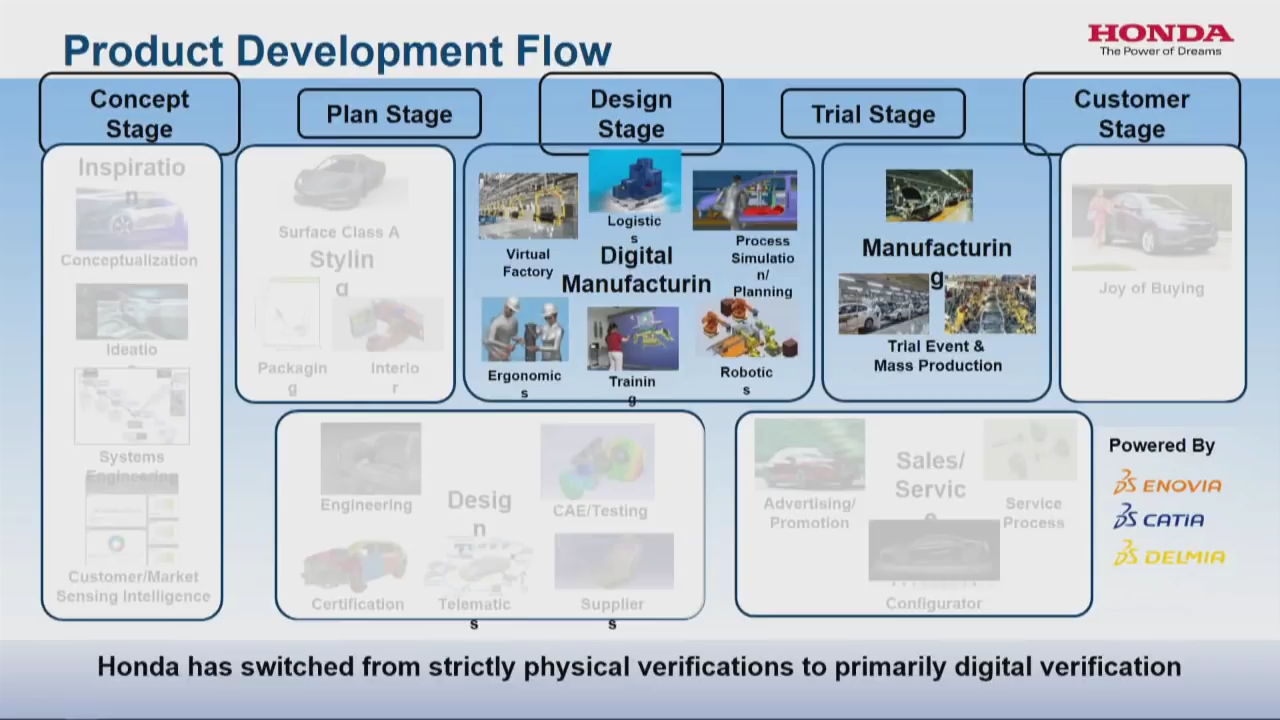 Product Development Flow
HONDA
The Power of Dreams
Concept
Stage
Plan Stage
Design
Stage
Trial Stage
Customer
Stage
Inspiratio
n
Conceptualization
Ideatio
Systems
Engineering
Customer/Market
Sensing Intelligence
Surface Class A
Stylin
g
Packagin
g
Interio
r
Virtual
Factory
Logistic
s
Process
Simulatio
n/
Planning
Digital
Manufacturin
Ergonomic
s
Trainin
g
Robotic
s
Manufacturin
g
Trial Event &
Mass Production
Joy of Buying
Engineering
Desig
n
CAE/Testing
Certification
Telematic
s
Supplier
s
Advertising/
Promotion
Sales/
Servic
e
Service
Process
Configurator
Powered By
ENOVIA
CATIA
DELMIA
Honda has switched from strictly physical verifications to primarily digital verification